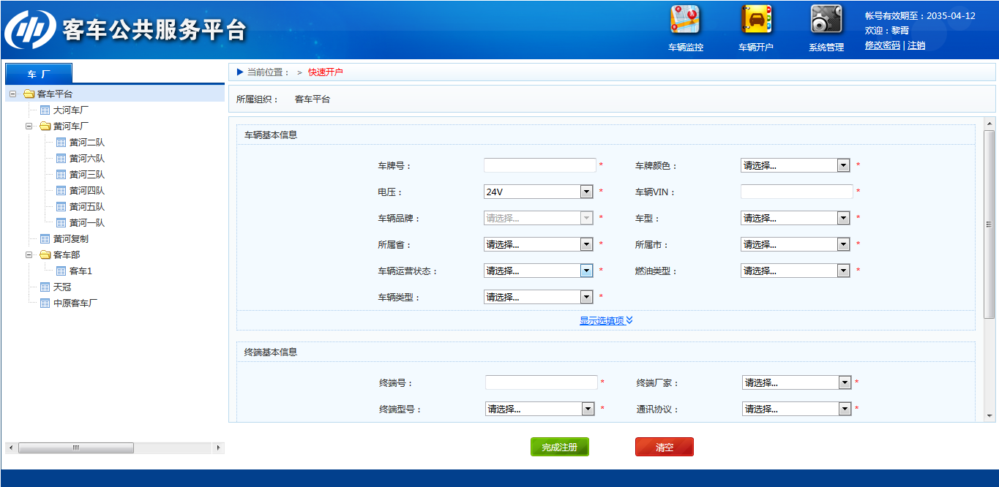 客车公共服务平台
车辆监控
车辆开户
系统管理
帐号有效期至：2035-04-12
欢迎：黎香
修改密码 | 注销
车 厂
客车平台
大河车厂
黄河车厂
黄河二队
黄河六队
黄河三队
黄河四队
黄河五队
黄河一队
黄河复制
客车部
客车1
天冠
中原客车厂
当前位置： > 快速开户
所属组织： 客车平台
车辆基本信息
车牌号： * 车牌颜色： 请选择... *
电压： 24V * 车辆VIN： *
车辆品牌： 请选择... * 车型： 请选择... *
所属省： 请选择... * 所属市： 请选择... *
车辆运营状态： 请选择... * 燃油类型： 请选择... *
车辆类型： 请选择... *
显示选填项
终端基本信息
终端号： * 终端厂家： 请选择... *
终端型号： 请选择... * 通讯协议： 请选择... *
完成注册
清空